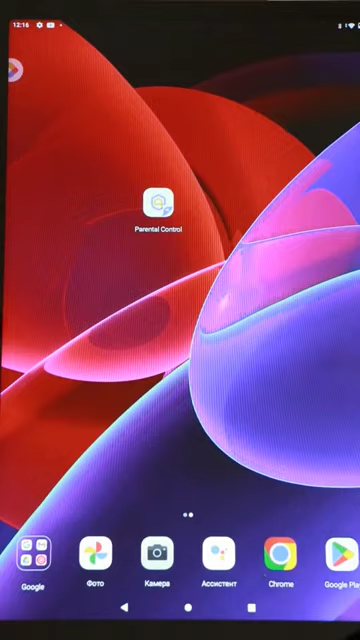 12:16
Parental Control
Google
Фото
Камера
Ассистент
Chrome
Google Play